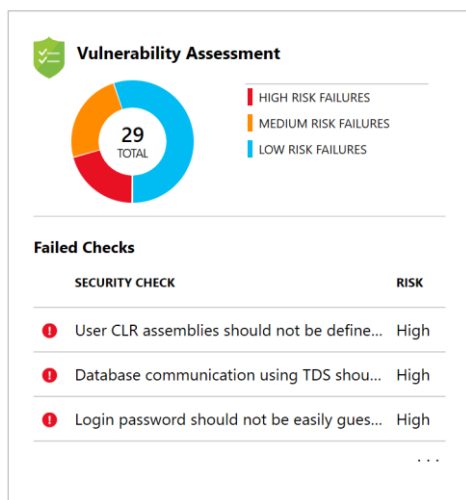 Vulnerability Assessment
29
TOTAL
HIGH RISK FAILURES
MEDIUM RISK FAILURES
LOW RISK FAILURES
Failed Checks
SECURITY CHECK RISK
User CLR assemblies should not be define... High
Database communication using TDS shou... High
Login password should not be easily gues... High
...